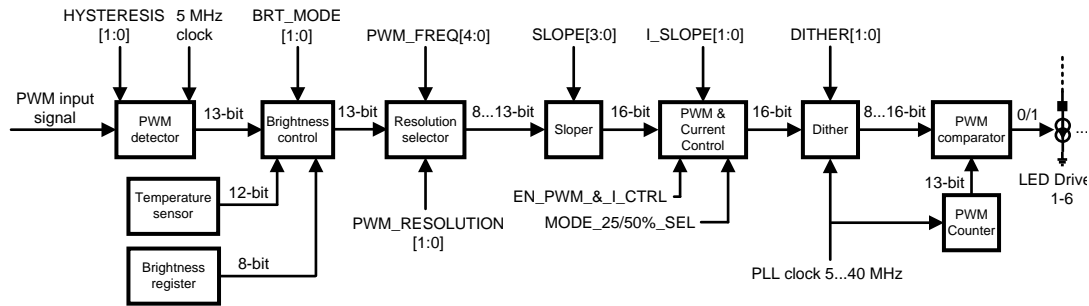 HYSTERESIS
[1:0]
5 MHz
clock
BRT_MODE
[1:0]
PWM_FREQ[4:0]
SLOPE[3:0]
I_SLOPE[1:0]
DITHER[1:0]
PWM input
signal
PWM
detector
13-bit
Brightness
control
13-bit
Resolution
selector
8...13-bit
Sloper
16-bit
PWM &
Current
Control
16-bit
Dither
8...16-bit
PWM
comparator
0/1
...
LED Drive
1-6
Temperature
sensor
12-bit
Brightness
register
8-bit
PWM_RESOLUTION
[1:0]
EN_PWM_&_I_CTRL
MODE_25/50%_SEL
13-bit
PWM
Counter
PLL clock 5...40 MHz